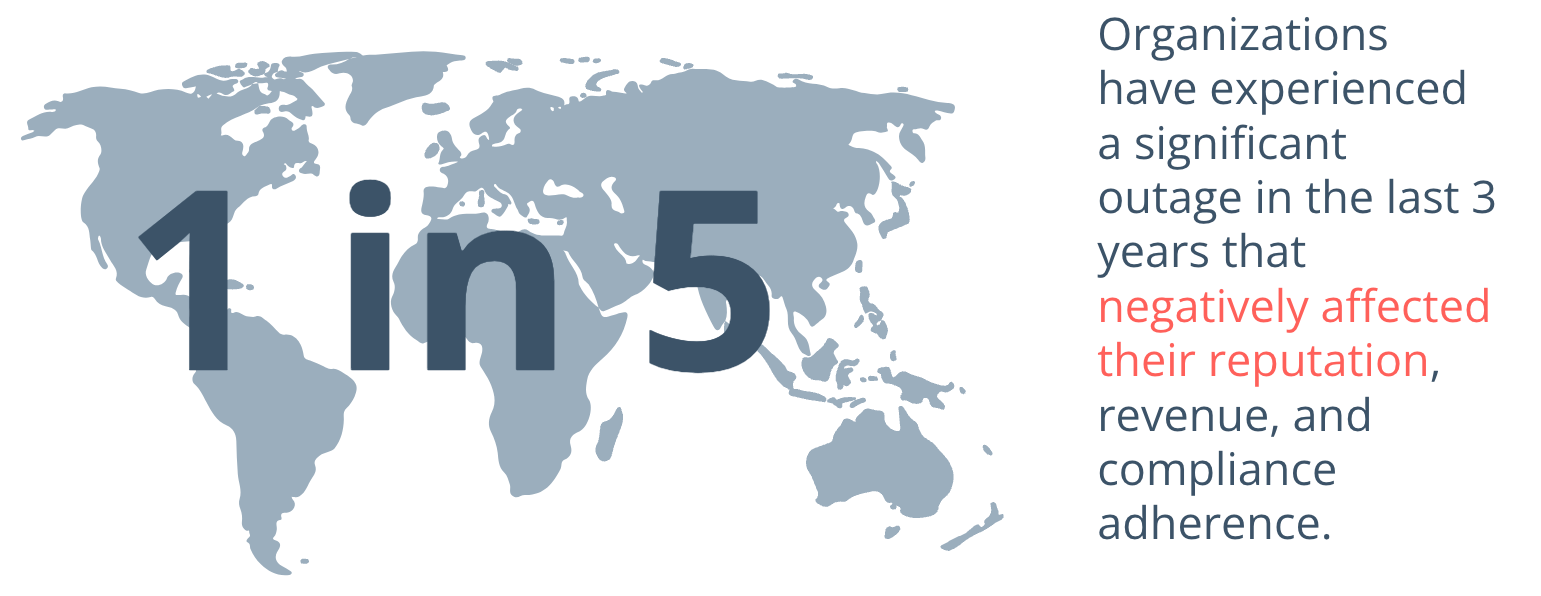 1 in 5
Organizations
have experienced
a significant
outage in the last 3
years that
negatively affected
their reputation,
revenue, and
compliance
adherence.